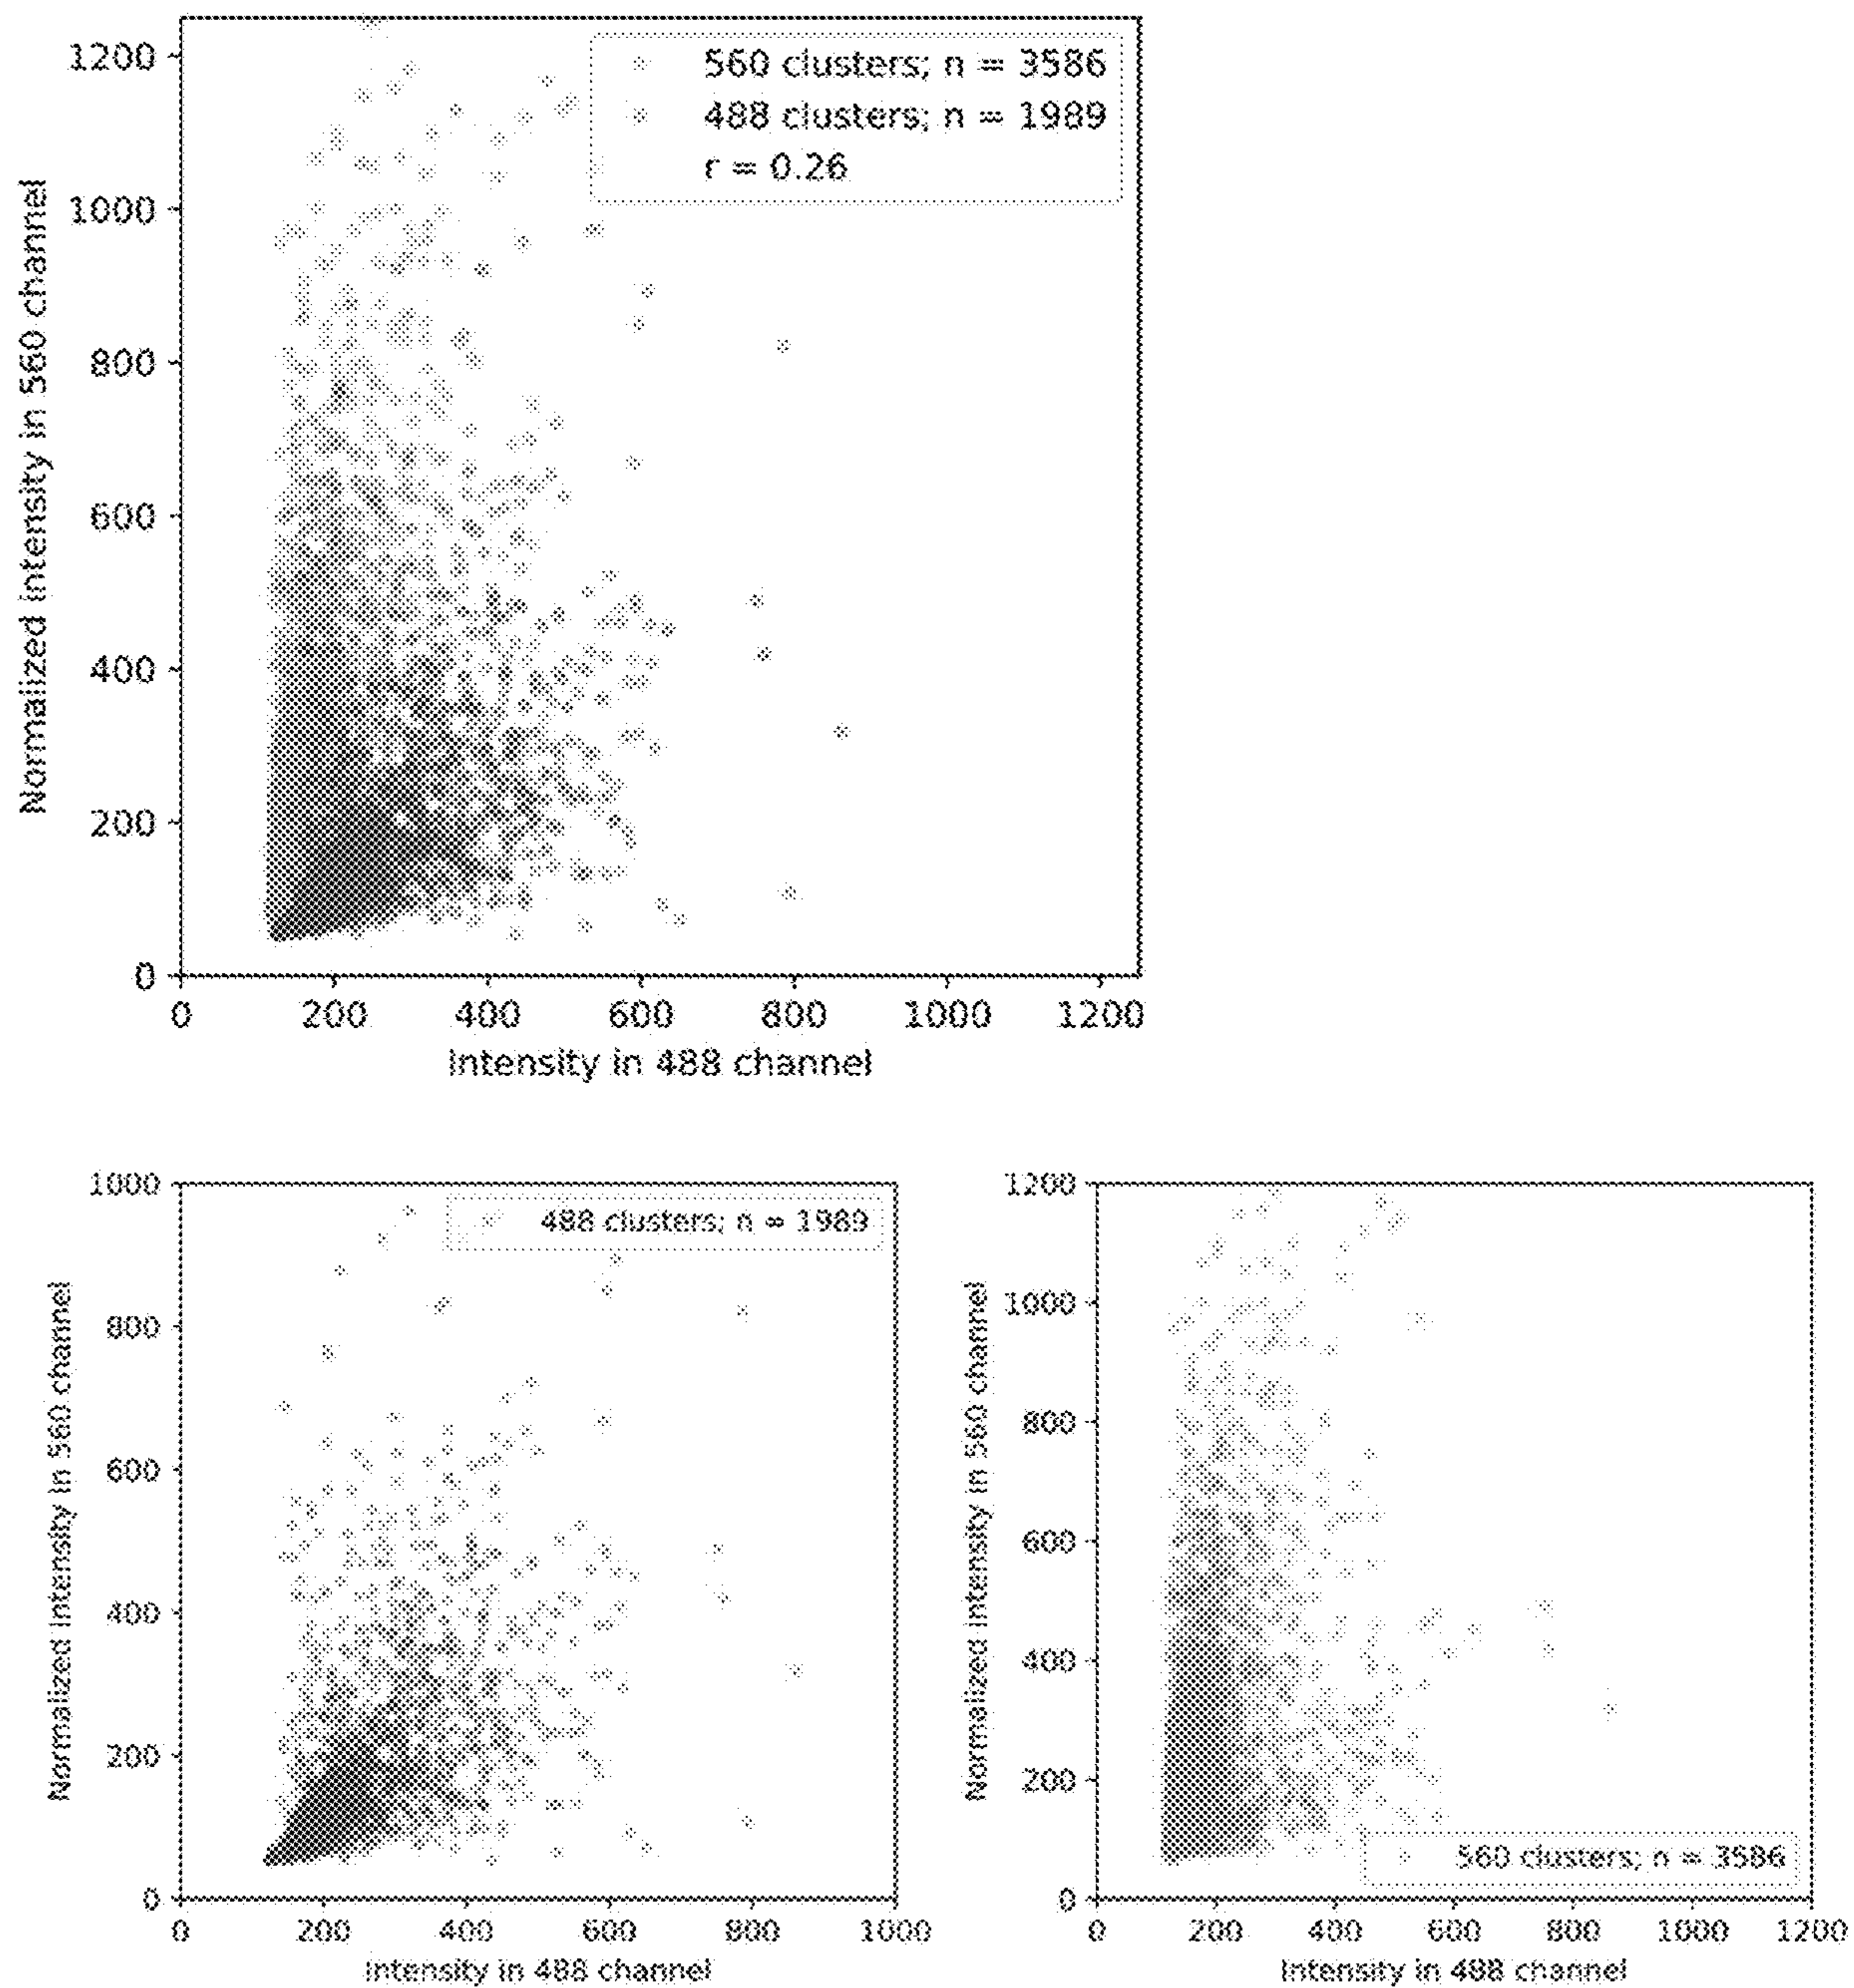 1200
1000
800
600
400
200
0
Normalized intensity in 560 channel
560 clusters; n = 3586
488 clusters; n = 1989
r = 0.26
0 200 400 600 800 1000 1200
Intensity in 488 channel
1000
800
600
400
200
0
Normalized intensity in 560 channel
488 clusters; n = 1989
0 200 400 600 800 1000
Intensity in 488 channel
1200
1000
800
600
400
200
0
Normalized intensity in 560 channel
560 clusters; n = 3586
0 200 400 600 800 1000 1200
Intensity in 488 channel